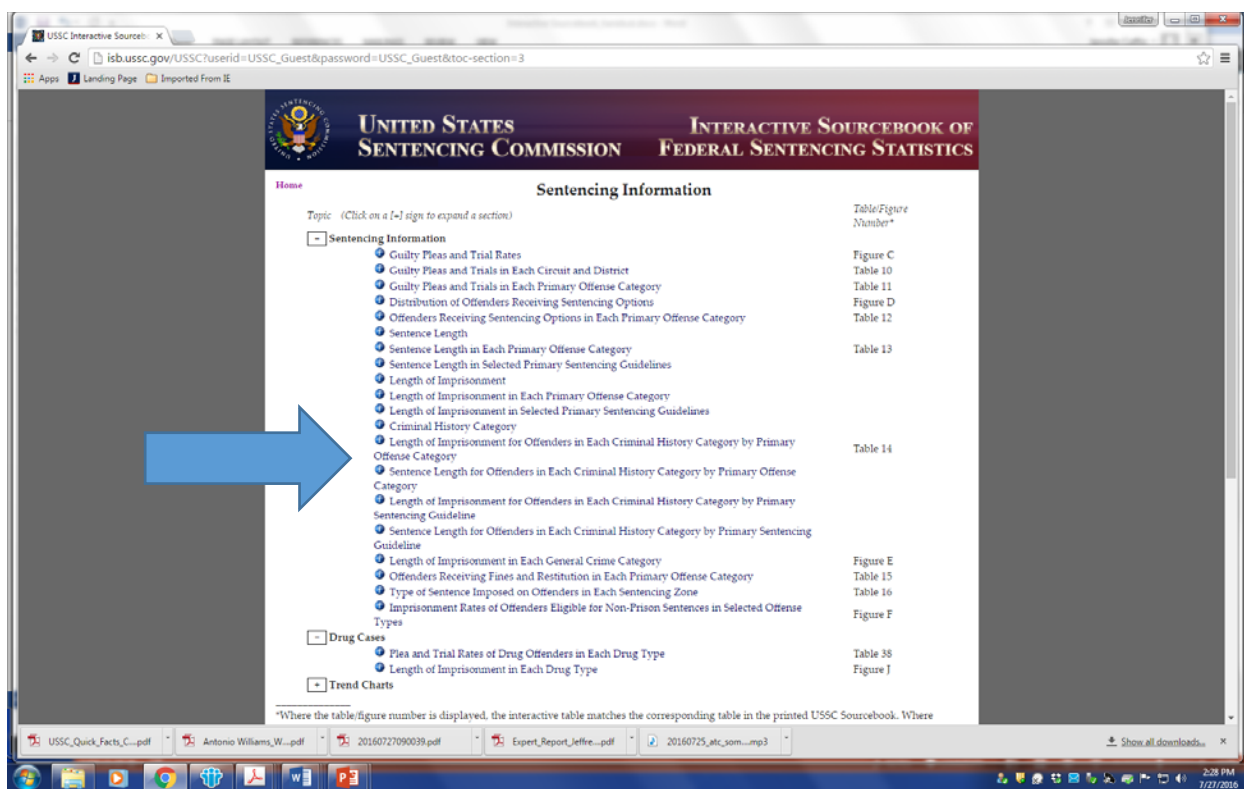 Jennifer
USSC Interactive Sourceb
isb.ussc.gov/USSC?userid=USSC_Guest&password=USSC_Guest&toc-section=3
Apps Landing Page Imported From IE
UNITED STATES
SENTENCING COMMISSION
INTERACTIVE SOURCEBOOK OF
FEDERAL SENTENCING STATISTICS
Home
Sentencing Information
Topic (Click on a [+] sign to expand a section)
Table/Figure
Number*
- Sentencing Information
Guilty Pleas and Trial Rates Figure C
Guilty Pleas and Trials in Each Circuit and District Table 10
Guilty Pleas and Trials in Each Primary Offense Category Table 11
Distribution of Offenders Receiving Sentencing Options Figure D
Offenders Receiving Sentencing Options in Each Primary Offense Category Table 12
Sentence Length
Sentence Length in Each Primary Offense Category Table 13
Sentence Length in Selected Primary Sentencing Guidelines
Length of Imprisonment
Length of Imprisonment in Each Primary Offense Category
Length of Imprisonment in Selected Primary Sentencing Guidelines
Criminal History Category
Length of Imprisonment for Offenders in Each Criminal History Category by Primary
Offense Category Table 14
Sentence Length for Offenders in Each Criminal History Category by Primary Offense
Category
Length of Imprisonment for Offenders in Each Criminal History Category by Primary
Sentencing Guideline
Sentence Length for Offenders in Each Criminal History Category by Primary Sentencing
Guideline
Length of Imprisonment in Each General Crime Category Figure E
Offenders Receiving Fines and Restitution in Each Primary Offense Category Table 15
Type of Sentence Imposed on Offenders in Each Sentencing Zone Table 16
Imprisonment Rates of Offenders Eligible for Non-Prison Sentences in Selected Offense
Types Figure F
- Drug Cases
Plea and Trial Rates of Drug Offenders in Each Drug Type Table 38
Length of Imprisonment in Each Drug Type Figure J
+ Trend Charts
*Where the table/figure number is displayed, the interactive table matches the corresponding table in the printed USSC Sourcebook. Where
USSC_Quick_Facts_C....pdf Antonio Williams_W....pdf 20160727090039.pdf Expert_Report_Jeffre....pdf 20160725_atc_som....mp3 Show all downloads...
2:28 PM
7/27/2016